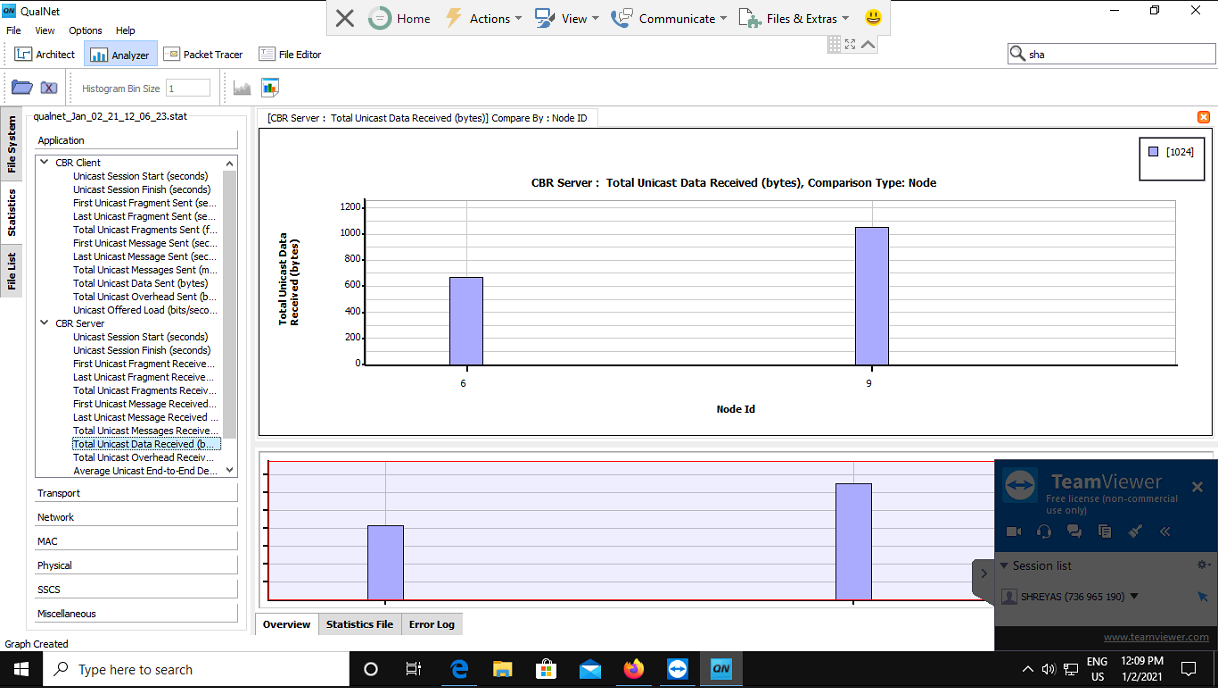 QualNet
File View Options Help
Architect Analyzer Packet Tracer File Editor
Home Actions View Communicate Files & Extras
sha
Histogram Bin Size 1
File System
Statistics
File List
qualnet_Jan_02_21_12_06_23.stat
Application
CBR Client
Unicast Session Start (seconds)
Unicast Session Finish (seconds)
First Unicast Fragment Sent (se...
Last Unicast Fragment Sent (se...
Total Unicast Fragments Sent (f...
First Unicast Message Sent (sec...
Last Unicast Message Sent (sec...
Total Unicast Messages Sent (m...
Total Unicast Data Sent (bytes)
Total Unicast Overhead Sent (b...
Unicast Offered Load (bits/seco...
CBR Server
Unicast Session Start (seconds)
Unicast Session Finish (seconds)
First Unicast Fragment Receive...
Last Unicast Fragment Receive...
Total Unicast Fragments Receiv...
First Unicast Message Received...
Last Unicast Message Received ...
Total Unicast Messages Receive...
Total Unicast Data Received (b...
Total Unicast Overhead Receiv...
Average Unicast End-to-End De...
Transport
Network
MAC
Physical
SSCS
Miscellaneous
Graph Created
[CBR Server : Total Unicast Data Received (bytes)] Compare By : Node ID
[1024]
CBR Server : Total Unicast Data Received (bytes), Comparison Type: Node
Total Unicast Data
Received (bytes)
1200
1000
800
600
400
200
0
6 9
Node Id
Overview Statistics File Error Log
TeamViewer
Free license (non-commercial
use only)
Session list
SHREYAS (736 965 190)
www.teamviewer.com
Type here to search
ENG
US
12:09 PM
1/2/2021